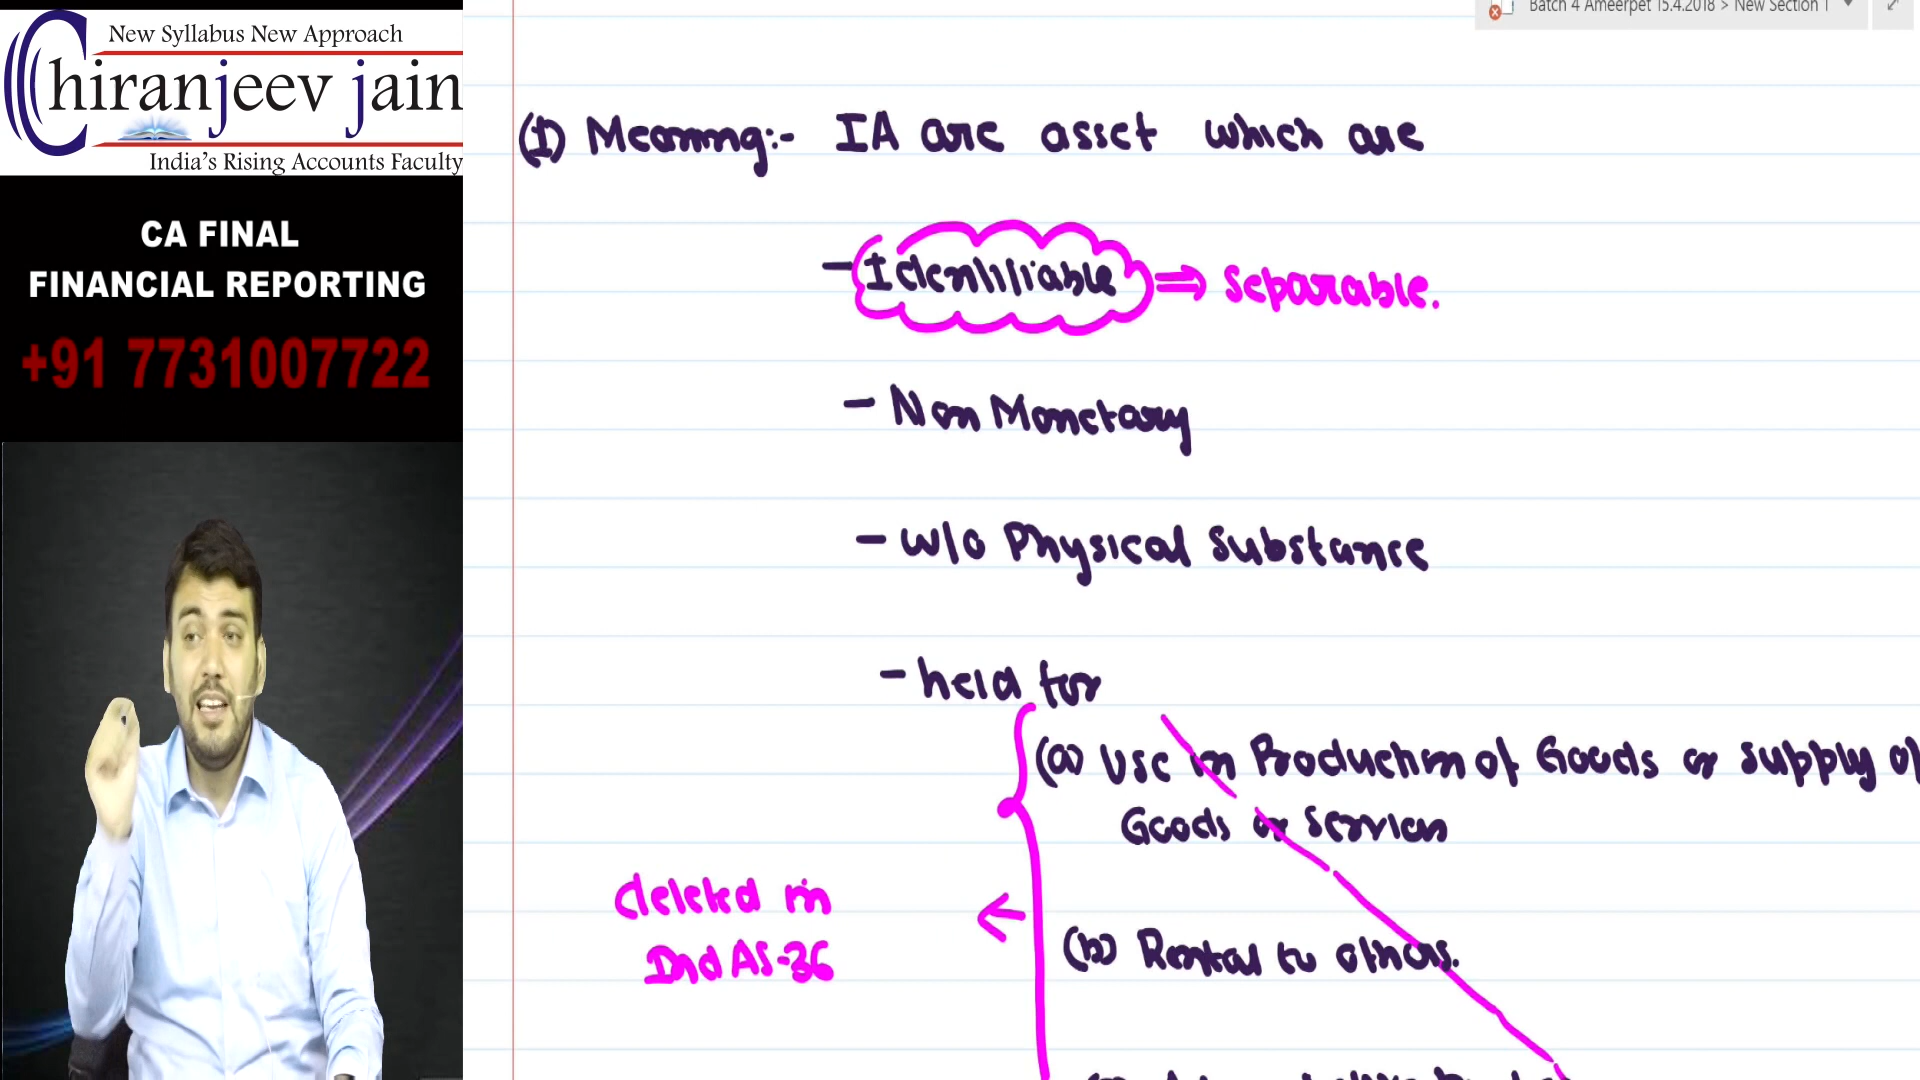 New Syllabus New Approach
Chiranjeev jain
India's Rising Accounts Faculty
CA FINAL
FINANCIAL REPORTING
+91 7731007722
Batch 4 Ameerpet 15.4.2018 > New Section 1
(1) Meaning:- IA are asset which are
- Identifiable ⇒ Separable.
- Non Monetary
- w/o Physical Substance
- held for
(a) Use in Production of Goods or Supply of
Goods or Services
deleted in
Ind AS-36
(b) Rental to others.